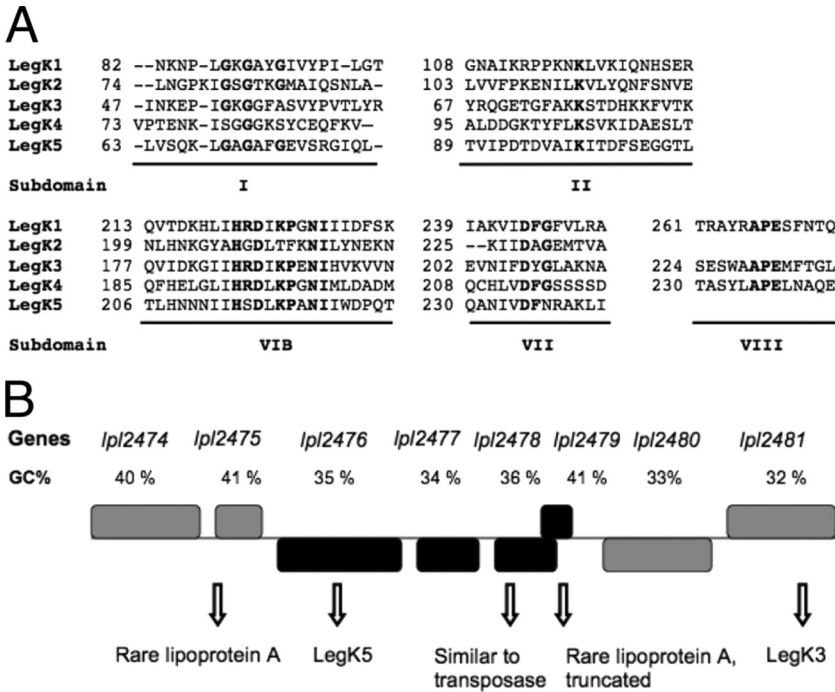 A
LegK1 82 --NKNP-LGKGAYGIVYPI-LGT 108 GNAIKRPPKNKLVKIQNHSER
LegK2 74 --LNGPKIGSGTKGMAIQSNLA- 103 LVVFPKENILKVLYQNFSNVE
LegK3 47 -INKEP-IGKGGFASVYPVTLYR 67 YRQGETGFAKKSTDHKKFVTK
LegK4 73 VPTENK-ISGGGKSYCEQFKV— 95 ALDDGKTYFLKSVKIDAESLT
LegK5 63 -LVSQK-LGAGAFGEVSRGIQL- 89 TVIPDTDVAIKITDFSEGGTL
Subdomain I II
LegK1 213 QVTDKHLIHRDIKPGNIIIDFSK 239 IAKVIDFGFVLRA 261 TRAYRAPESFNTQ
LegK2 199 NLHNKGYAHGDLTFKNILYNEKN 225 --KIIDAGEMTVA
LegK3 177 QVIDKGIIHRDIKPENIHVKVVN 202 EVNIFDYGLAKNA 224 SESWAAPEMFTGL
LegK4 185 QFHELGLIHRDIKPGNIMLDADM 208 QCHLVDFGSSSSD 230 TASYLAPELNAQE
LegK5 206 TLHNNNIIHSDLKPANIIWDPQT 230 QANIVDFNRAKLI
Subdomain VIB VII VIII
B
Genes lpl2474 lpl2475 lpl2476 lpl2477 lpl2478 lpl2479 lpl2480 lpl2481
GC% 40 % 41 % 35 % 34 % 36 % 41 % 33% 32 %
Rare lipoprotein A LegK5 Similar to Rare lipoprotein A, LegK3
transposase truncated